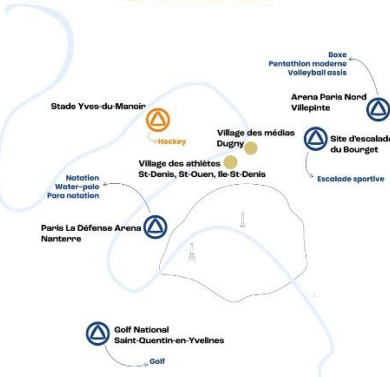 Boxe
Pentathlon moderne
Volleyball assis
Arena Paris Nord
Villepinte
Stade Yves-du-Manoir
Hockey
Village des médias
Dugny
Site d'escalade
du Bourget
Village des athlètes
St-Denis, St-Ouen, Ile-St-Denis
Escalade sportive
Natation
Water-polo
Para natation
Paris La Défense Arena
Nanterre
Golf National
Saint-Quentin-en-Yvelines
Golf